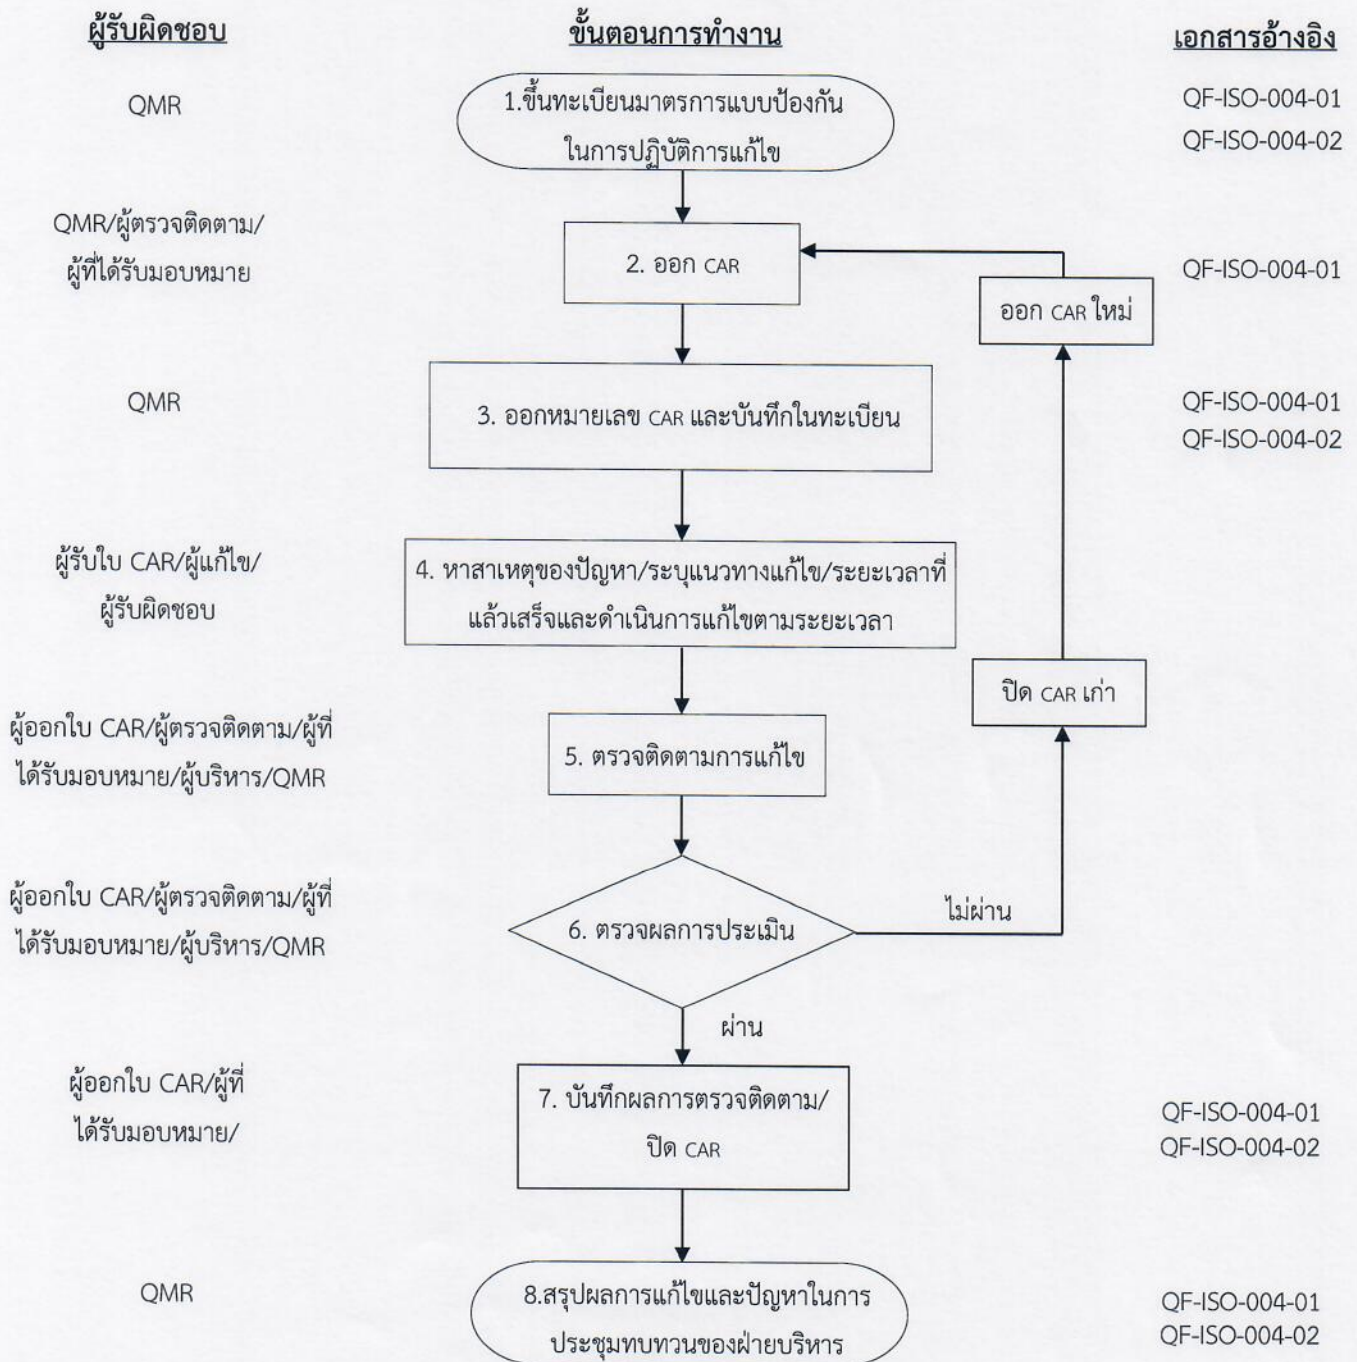 ผู้รับผิดชอบ
ขั้นตอนการทำงาน
เอกสารอ้างอิง
QMR
1.ขึ้นทะเบียนมาตรการแบบป้องกัน
ในการปฏิบัติการแก้ไข
QF-ISO-004-01
QF-ISO-004-02
QMR/ผู้ตรวจติดตาม/
ผู้ที่ได้รับมอบหมาย
2. ออก CAR
QF-ISO-004-01
ออก CAR ใหม่
QMR
3. ออกหมายเลข CAR และบันทึกในทะเบียน
QF-ISO-004-01
QF-ISO-004-02
ผู้รับใบ CAR/ผู้แก้ไข/
ผู้รับผิดชอบ
4. หาสาเหตุของปัญหา/ระบุแนวทางแก้ไข/ระยะเวลาที่
แล้วเสร็จและดำเนินการแก้ไขตามระยะเวลา
ปิด CAR เก่า
ผู้ออกใบ CAR/ผู้ตรวจติดตาม/ผู้ที่
ได้รับมอบหมาย/ผู้บริหาร/QMR
5. ตรวจติดตามการแก้ไข
ผู้ออกใบ CAR/ผู้ตรวจติดตาม/ผู้ที่
ได้รับมอบหมาย/ผู้บริหาร/QMR
6. ตรวจผลการประเมิน
ไม่ผ่าน
ผ่าน
ผู้ออกใบ CAR/ผู้ที่
ได้รับมอบหมาย/
7. บันทึกผลการตรวจติดตาม/
ปิด CAR
QF-ISO-004-01
QF-ISO-004-02
QMR
8.สรุปผลการแก้ไขและปัญหาในการ
ประชุมทบทวนของฝ่ายบริหาร
QF-ISO-004-01
QF-ISO-004-02